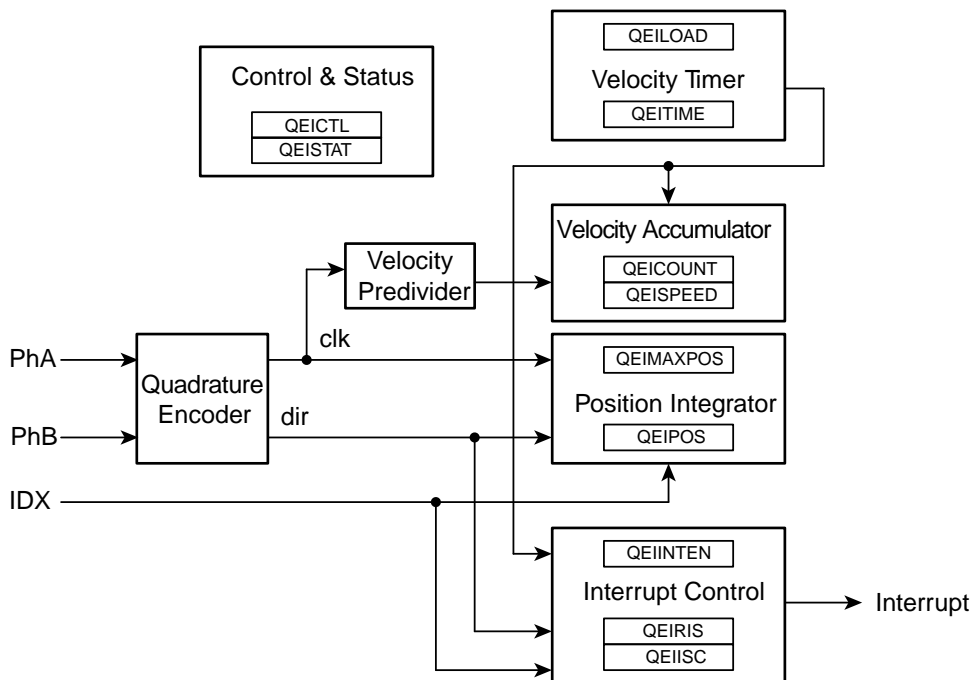 QEILOAD
Velocity Timer
QEITIME
Control & Status
QEICTL
QEISTAT
Velocity Accumulator
QEICOUNT
QEISPEED
Velocity
Predivider
clk
PhA
PhB
IDX
Quadrature
Encoder
dir
QEIMAXPOS
Position Integrator
QEIPOS
QEIINTEN
Interrupt Control
QEIRIS
QEIISC
Interrupt